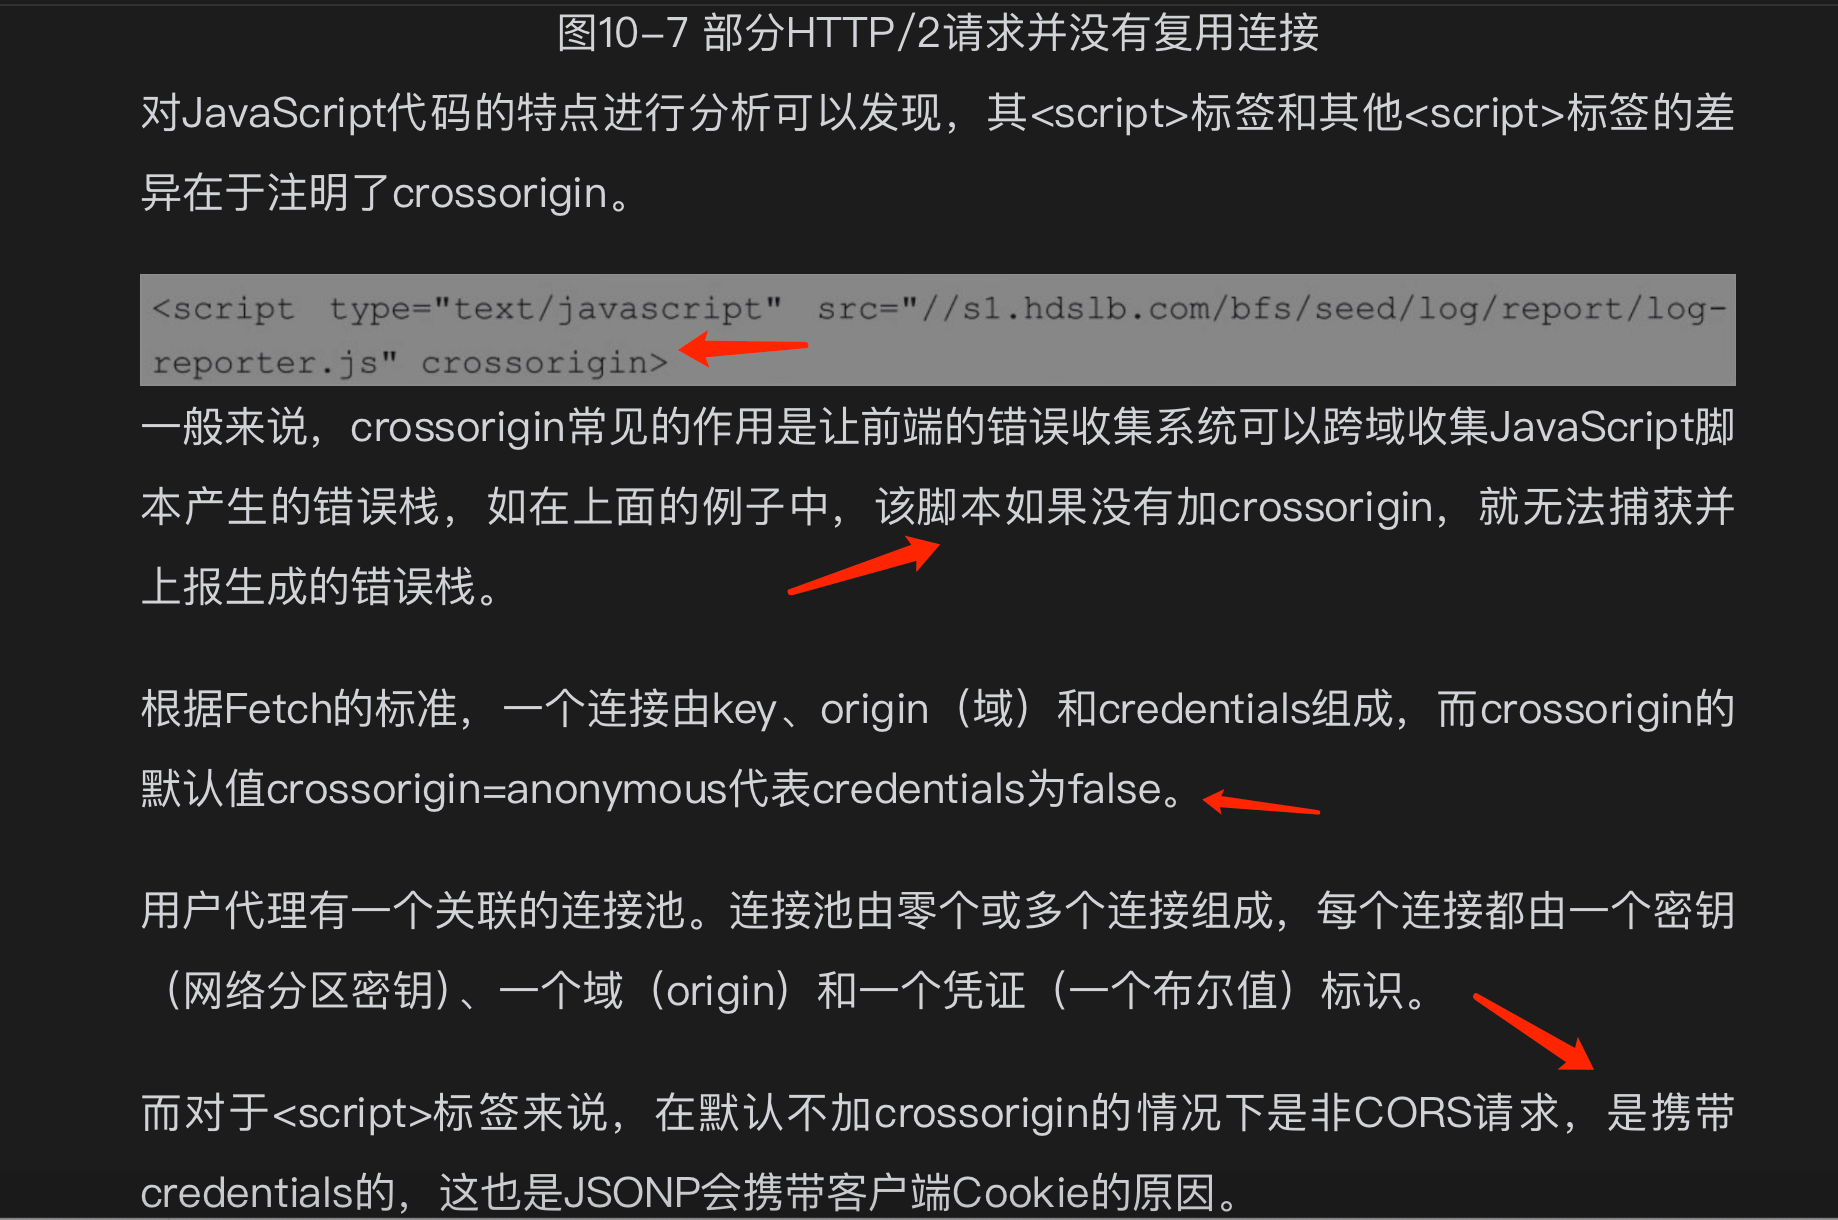 图10-7 部分HTTP/2请求并没有复用连接
对JavaScript代码的特点进行分析可以发现，其<script>标签和其他<script>标签的差
异在于注明了crossorigin。
<script type="text/javascript" src="//s1.hdslb.com/bfs/seed/log/report/log-
reporter.js" crossorigin>
一般来说，crossorigin常见的作用是让前端的错误收集系统可以跨域收集JavaScript脚
本产生的错误栈，如在上面的例子中，该脚本如果没有加crossorigin，就无法捕获并
上报生成的错误栈。
根据Fetch的标准，一个连接由key、origin（域）和credentials组成，而crossorigin的
默认值crossorigin=anonymous代表credentials为false。
用户代理有一个关联的连接池。连接池由零个或多个连接组成，每个连接都由一个密钥
（网络分区密钥）、一个域（origin）和一个凭证（一个布尔值）标识。
而对于<script>标签来说，在默认不加crossorigin的情况下是非CORS请求，是携带
credentials的，这也是JSONP会携带客户端Cookie的原因。